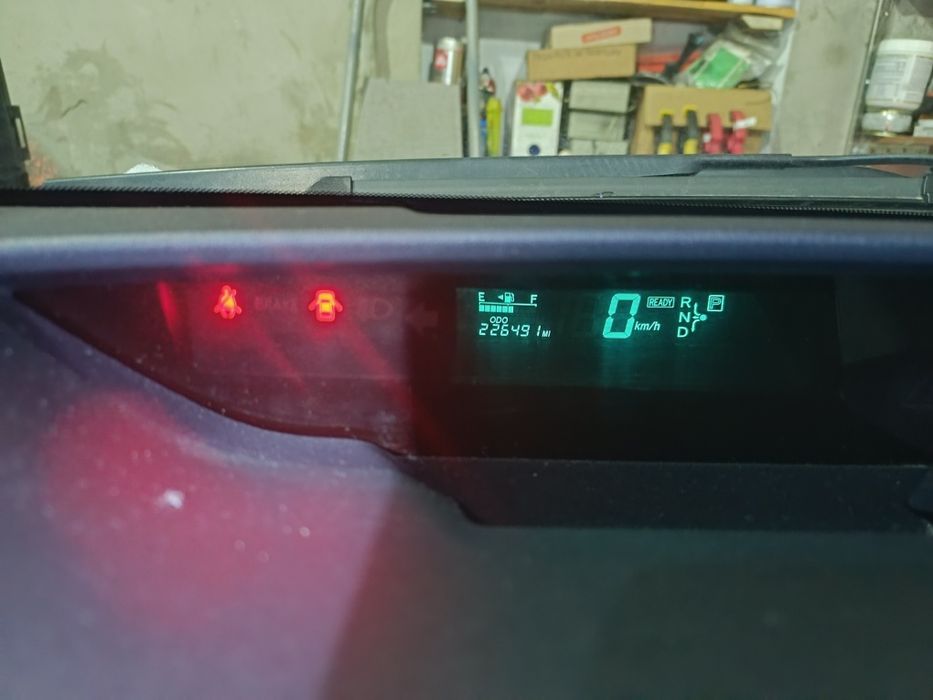 BRAKE
E F
ODO
226491 MI
0 km/h
READY
R
N
D
P